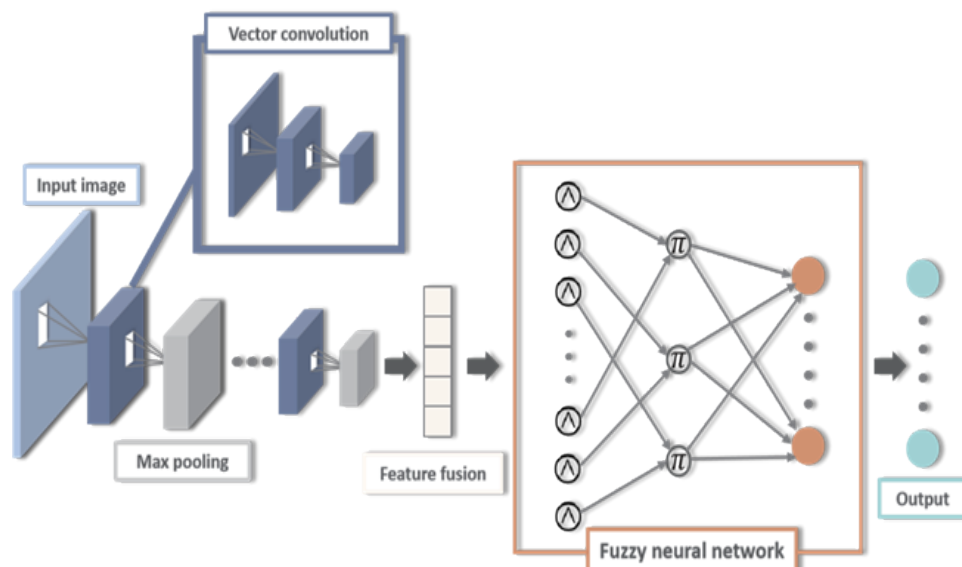 Vector convolution
Input image
Λ
Λ
Λ
Λ
Λ
Λ
π
π
π
Max pooling
Feature fusion
Output
Fuzzy neural network